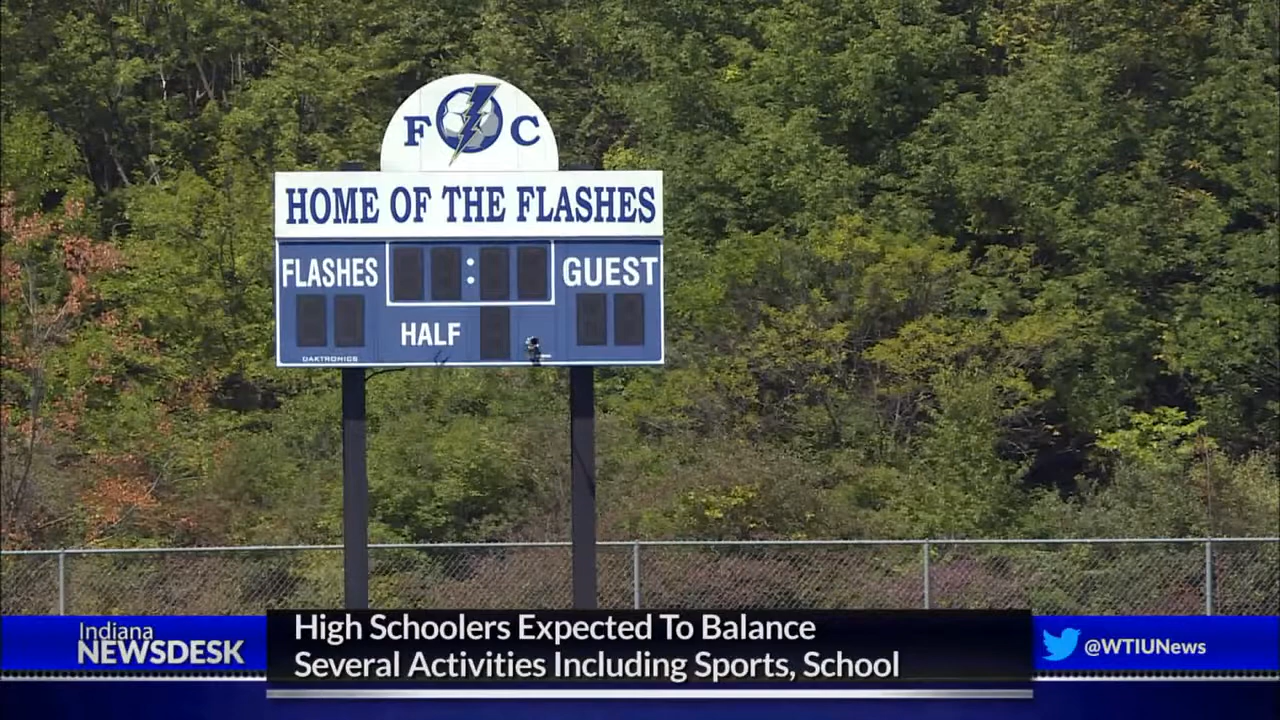 F C
HOME OF THE FLASHES
FLASHES
GUEST
HALF
DAKTRONICS
Indiana
NEWSDESK
High Schoolers Expected To Balance
Several Activities Including Sports, School
@WTIUNews